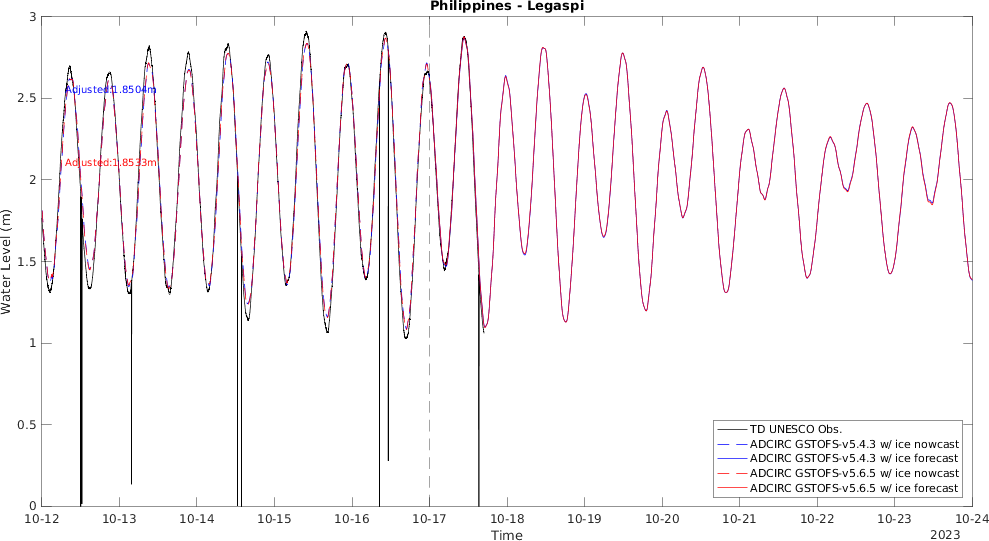 Philippines - Legaspi
3
2.5
2
1.5
1
0.5
0
Water Level (m)
Adjusted:1.8504m
Adjusted:1.8533m
TD UNESCO Obs.
ADCIRC GSTOFS-v5.4.3 w/ ice nowcast
ADCIRC GSTOFS-v5.4.3 w/ ice forecast
ADCIRC GSTOFS-v5.6.5 w/ ice nowcast
ADCIRC GSTOFS-v5.6.5 w/ ice forecast
10-12 10-13 10-14 10-15 10-16 10-17 10-18 10-19 10-20 10-21 10-22 10-23 10-24
Time
2023